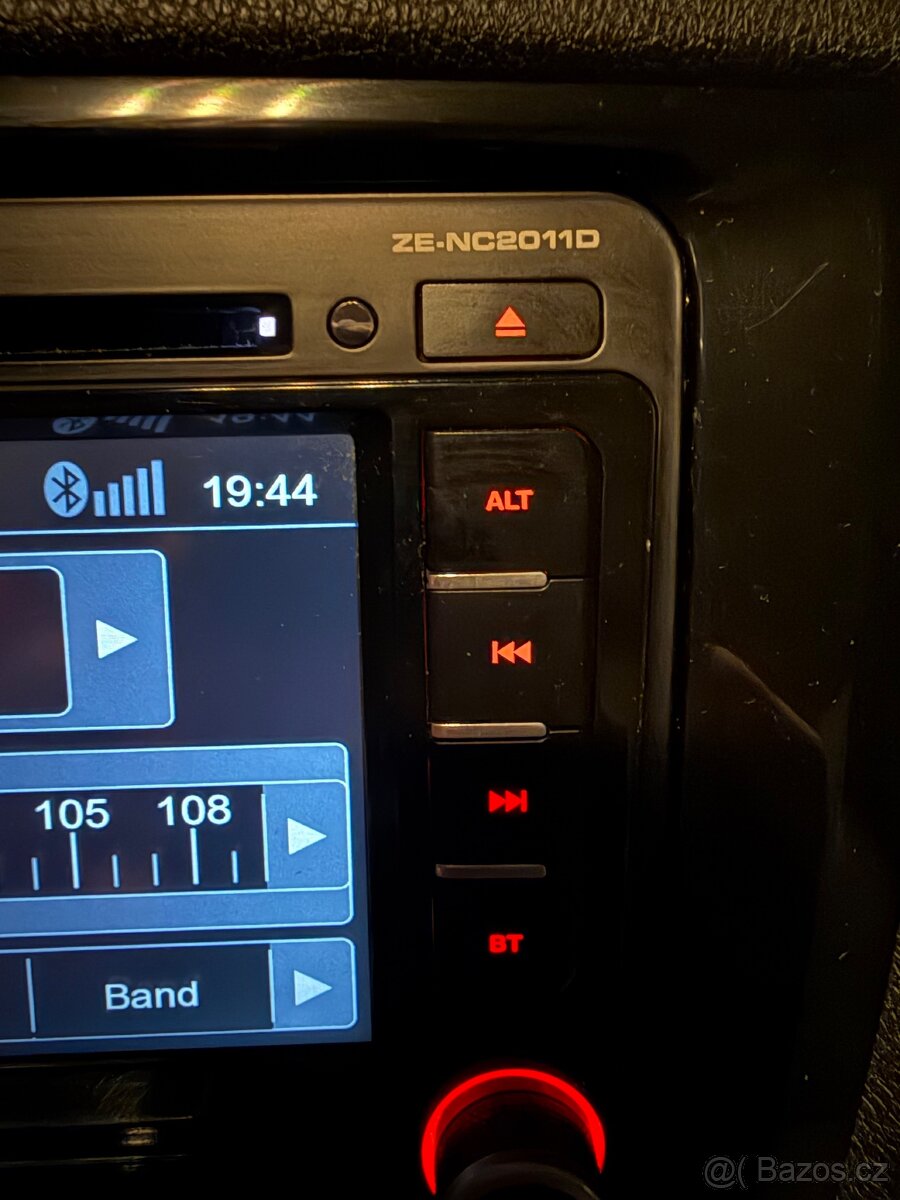 ZE-NC2011D
19:44
ALT
105 108
Band
BT
@( Bazos.cz